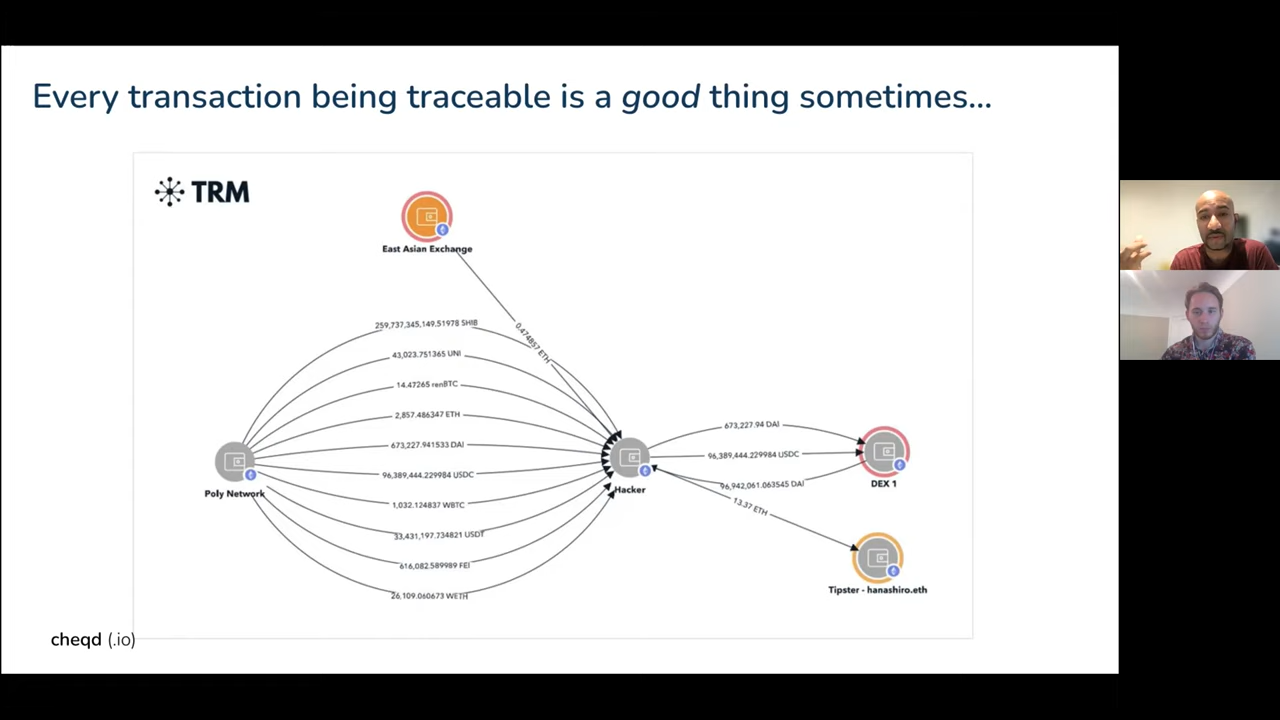 Every transaction being traceable is a good thing sometimes...
TRM
East Asian Exchange
0.474857 ETH
259,737,345,149.51978 SHIB
43,023.751365 UNI
14.47265 renBTC
2,857.486347 ETH
673,227.941533 DAI
96,389,444.229984 USDC
1,032.124837 WBTC
33,431,197.734821 USDT
616,082.589989 FEI
26,109.060673 WETH
Poly Network
Hacker
673,227.94 DAI
96,389,444.229984 USDC
96,942,061.063545 DAI
13.37 ETH
DEX 1
Tipster - hanashiro.eth
cheqd (.io)